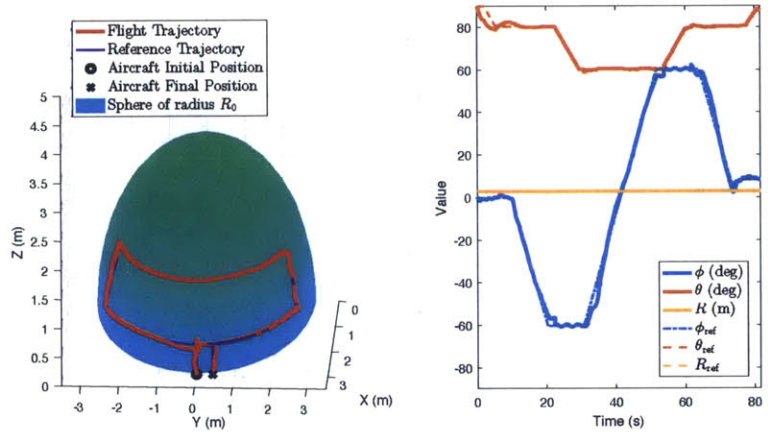 Flight Trajectory
Reference Trajectory
Aircraft Initial Position
Aircraft Final Position
Sphere of radius R₀
5
4.5
4
3.5
3
2.5
2
1.5
1
0.5
0
Z (m)
-3
-2
-1
0
1
2
3
Y (m)
0
1
2
3
X (m)
80
60
40
20
0
-20
-40
-60
-80
Value
0
20
40
60
80
Time (s)
ϕ (deg)
θ (deg)
R (m)
ϕref
θref
Rref